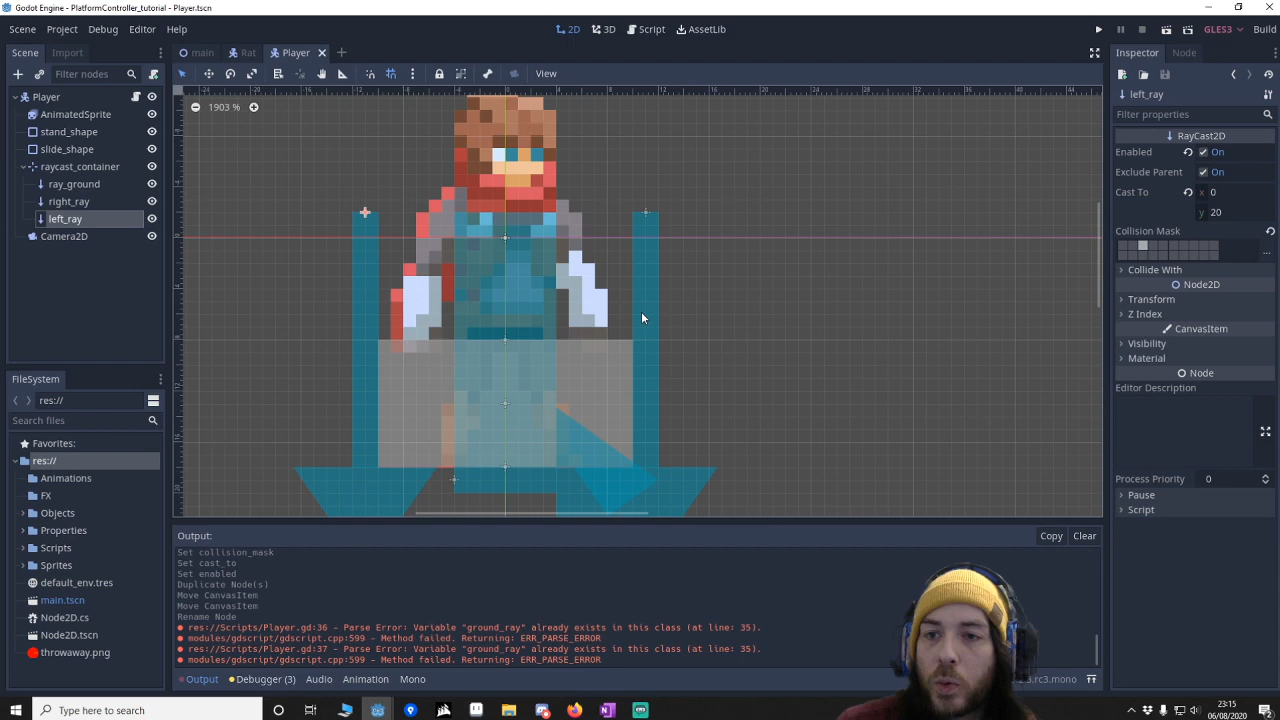 Godot Engine - PlatformController_tutorial - Player.tscn
Scene Project Debug Editor Help
2D 3D Script AssetLib
GLES3 Build
Scene Import
main Rat Player
Inspector Node
Filter nodes
View
Player
AnimatedSprite
stand_shape
slide_shape
raycast_container
ray_ground
right_ray
left_ray
Camera2D
1903 %
left_ray
Filter properties
RayCast2D
Enabled On
Exclude Parent On
Cast To x 0
y 20
Collision Mask
Collide With
Node2D
Transform
Z Index
CanvasItem
Visibility
Material
Node
Editor Description
Process Priority 0
Pause
Script
FileSystem
res://
Search files
Favorites:
res://
Animations
FX
Objects
Properties
Scripts
Sprites
default_env.tres
main.tscn
Node2D.cs
Node2D.tscn
throwaway.png
Output:
Copy Clear
Set collision_mask
Set cast_to
Set enabled
Duplicate Node(s)
Move CanvasItem
Move CanvasItem
Rename Node
res://Scripts/Player.gd:36 - Parse Error: Variable "ground_ray" already exists in this class (at line: 35).
modules/gdscript/gdscript.cpp:599 - Method failed. Returning: ERR_PARSE_ERROR
res://Scripts/Player.gd:37 - Parse Error: Variable "ground_ray" already exists in this class (at line: 35).
modules/gdscript/gdscript.cpp:599 - Method failed. Returning: ERR_PARSE_ERROR
Output Debugger (3) Audio Animation Mono
.rc3.mono
Type here to search
23:15
06/08/2020